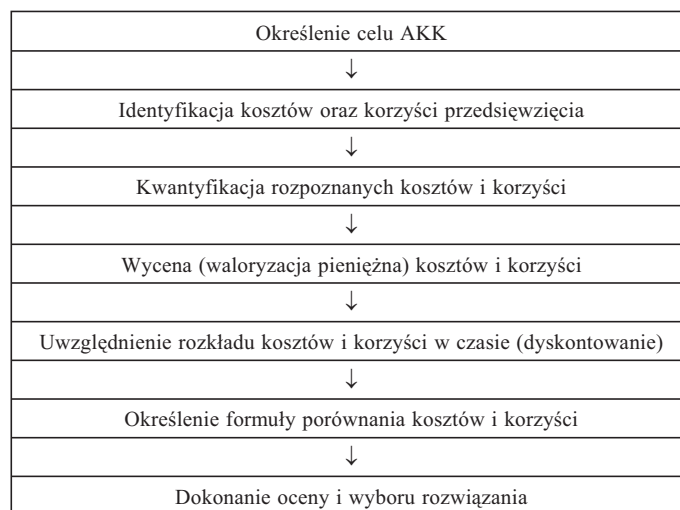 Określenie celu AKK
↓
Identyfikacja kosztów oraz korzyści przedsięwzięcia
↓
Kwantyfikacja rozpoznanych kosztów i korzyści
↓
Wycena (waloryzacja pieniężna) kosztów i korzyści
↓
Uwzględnienie rozkładu kosztów i korzyści w czasie (dyskontowanie)
↓
Określenie formuły porównania kosztów i korzyści
↓
Dokonanie oceny i wyboru rozwiązania